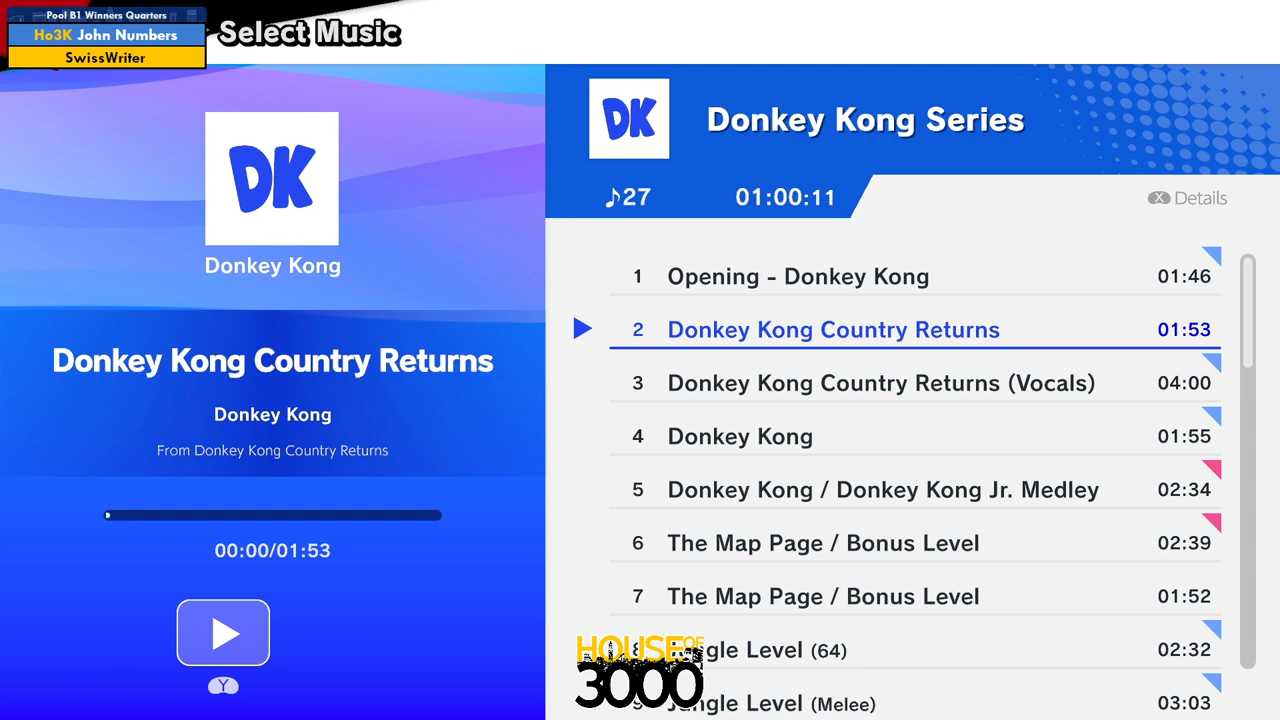 Pool B1 Winners Quarters
Ho3K John Numbers
SwissWriter
Select Music
DK
Donkey Kong
Donkey Kong Country Returns
Donkey Kong
From Donkey Kong Country Returns
00:00/01:53
Y
DK
Donkey Kong Series
♪27 01:00:11
X Details
1 Opening - Donkey Kong 01:46
2 Donkey Kong Country Returns 01:53
3 Donkey Kong Country Returns (Vocals) 04:00
4 Donkey Kong 01:55
5 Donkey Kong / Donkey Kong Jr. Medley 02:34
6 The Map Page / Bonus Level 02:39
7 The Map Page / Bonus Level 01:52
8 Jungle Level (64) 02:32
9 Jungle Level (Melee) 03:03
HOUSE OF
3000